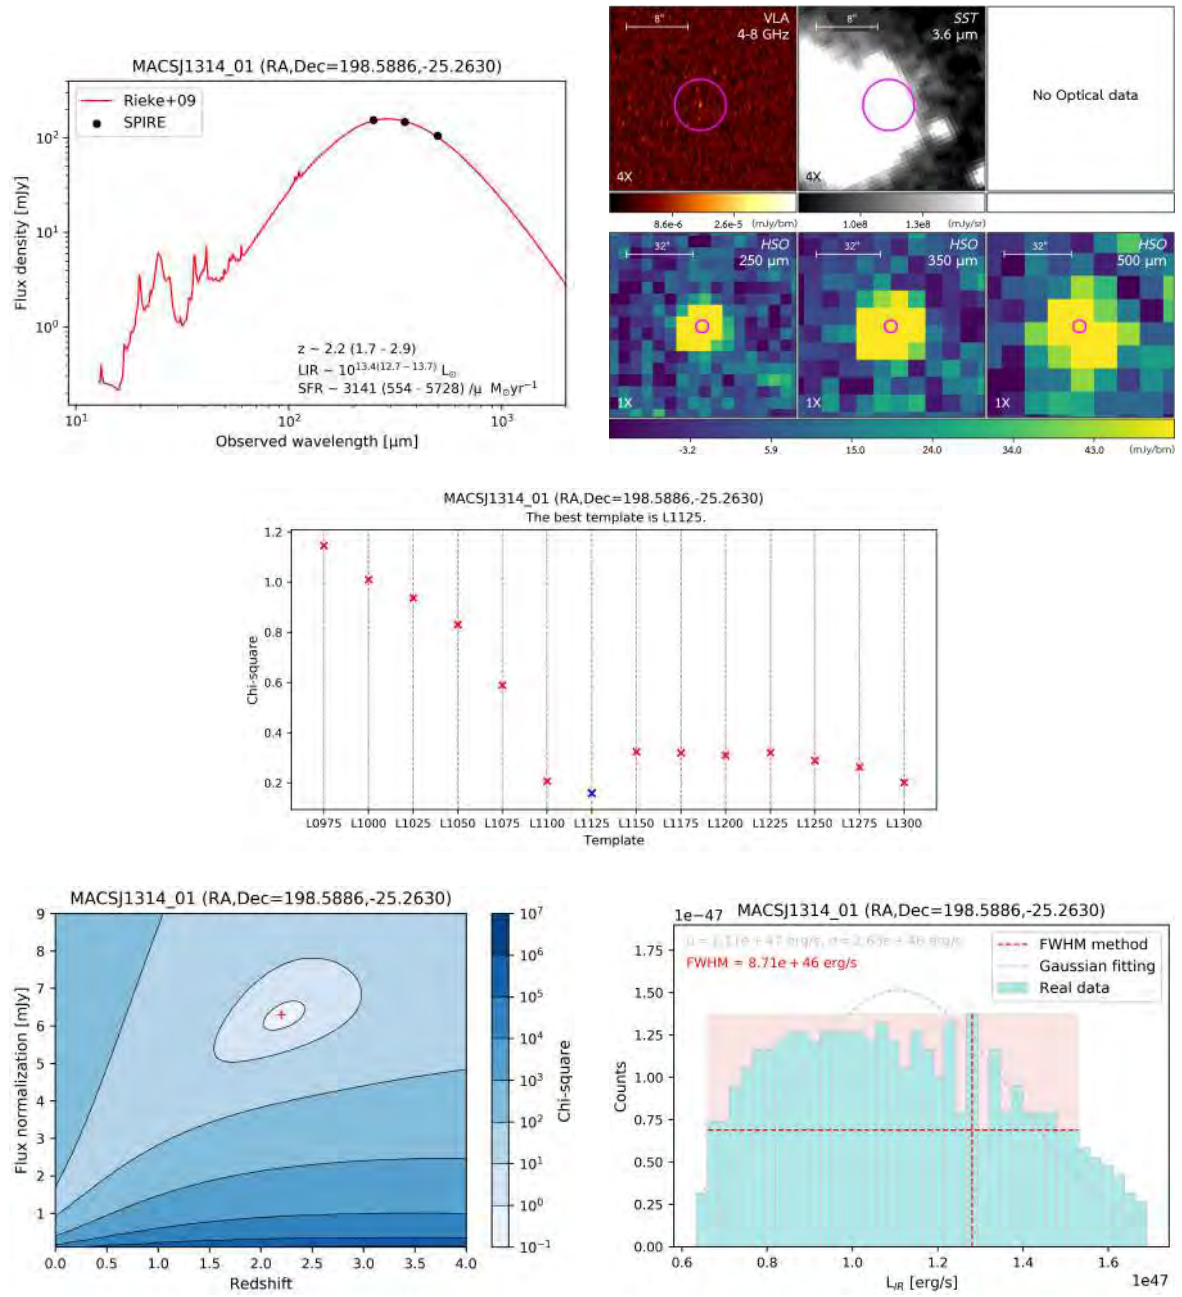 MACSJ1314_01 (RA,Dec=198.5886,-25.2630)
Rieke+09
SPIRE
Flux density [mJy]
10²
10¹
10⁰
z ~ 2.2 (1.7 - 2.9)
LIR ~ 10^13.4(12.7 − 13.7) L⊙
SFR ~ 3141 (554 - 5728) /μ M⊙yr⁻¹
10¹ 10² 10³
Observed wavelength [μm]
8"
VLA
4-8 GHz
4X
8.6e-6 2.6e-5 (mJy/bm)
8"
SST
3.6 μm
4X
1.0e8 1.3e8 (mJy/sr)
No Optical data
32"
HSO
250 μm
1X
32"
HSO
350 μm
1X
32"
HSO
500 μm
1X
-3.2 5.9 15.0 24.0 34.0 43.0 (mJy/bm)
MACSJ1314_01 (RA,Dec=198.5886,-25.2630)
The best template is L1125.
Chi-square
1.2
1.0
0.8
0.6
0.4
0.2
L0975 L1000 L1025 L1050 L1075 L1100 L1125 L1150 L1175 L1200 L1225 L1250 L1275 L1300
Template
MACSJ1314_01 (RA,Dec=198.5886,-25.2630)
Flux normalization [mJy]
9
8
7
6
5
4
3
2
1
0.0 0.5 1.0 1.5 2.0 2.5 3.0 3.5 4.0
Redshift
10⁷
10⁶
10⁵
10⁴
10³
10²
10¹
10⁰
10⁻¹
Chi-square
1e−47
MACSJ1314_01 (RA,Dec=198.5886,-25.2630)
FWHM = 8.71e + 46 erg/s
FWHM method
Gaussian fitting
Real data
Counts
1.75
1.50
1.25
1.00
0.75
0.50
0.25
0.00
0.6 0.8 1.0 1.2 1.4 1.6
1e47
L_IR [erg/s]